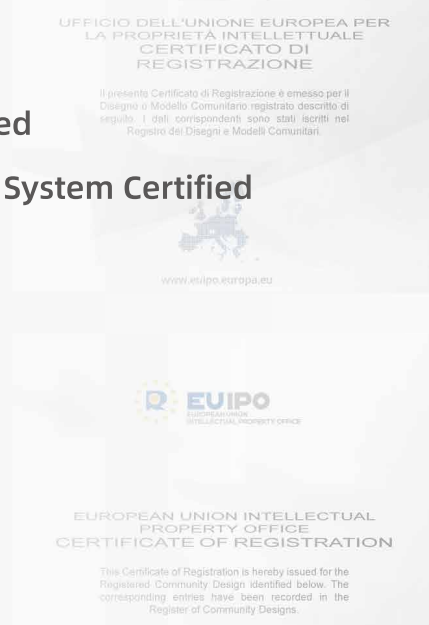 UFFICIO DELL'UNIONE EUROPEA PER
LA PROPRIETÀ INTELLETTUALE
CERTIFICATO DI
REGISTRAZIONE
Il presente Certificato di Registrazione è emesso per il
Disegno o Modello Comunitario registrato descritto di
seguito. I dati corrispondenti sono stati iscritti nel
Registro dei Disegni e Modelli Comunitari.
ed
System Certified
www.euipo.europa.eu
EUIPO
EUROPEAN UNION
INTELLECTUAL PROPERTY OFFICE
EUROPEAN UNION INTELLECTUAL
PROPERTY OFFICE
CERTIFICATE OF REGISTRATION
This Certificate of Registration is hereby issued for the
Registered Community Design identified below. The
corresponding entries have been recorded in the
Register of Community Designs.